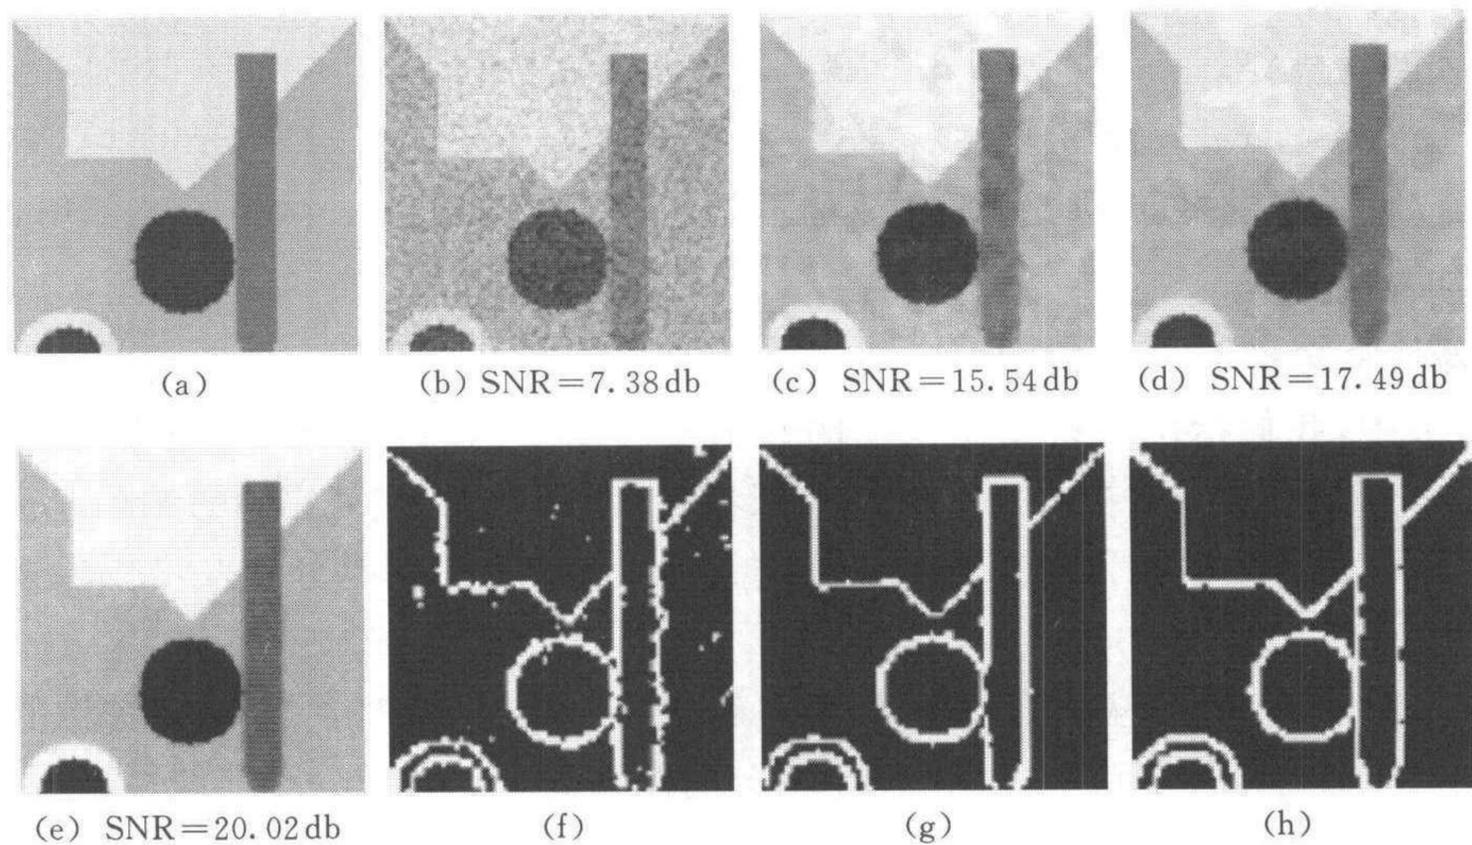 (a)
(b) SNR=7.38db
(c) SNR=15.54db
(d) SNR=17.49db
(e) SNR=20.02db
(f)
(g)
(h)